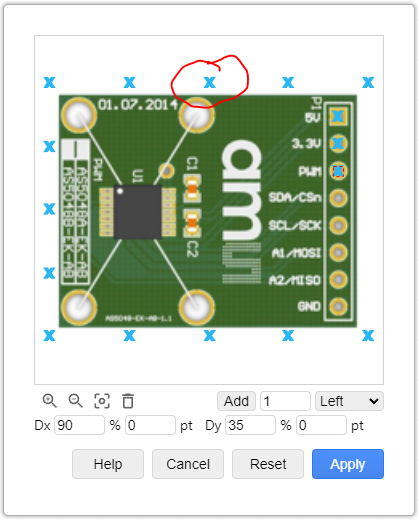 01.07.2014
P1
5V
3.3V
PWM
SDA/CSn
SCL/SCK
A1/MOSI
A2/MISO
GND
PWM
U1
C1
C2
am
AS5048-EK-AB-1.1
Add 1 Left
Dx 90 % 0 pt Dy 35 % 0 pt
Help Cancel Reset Apply